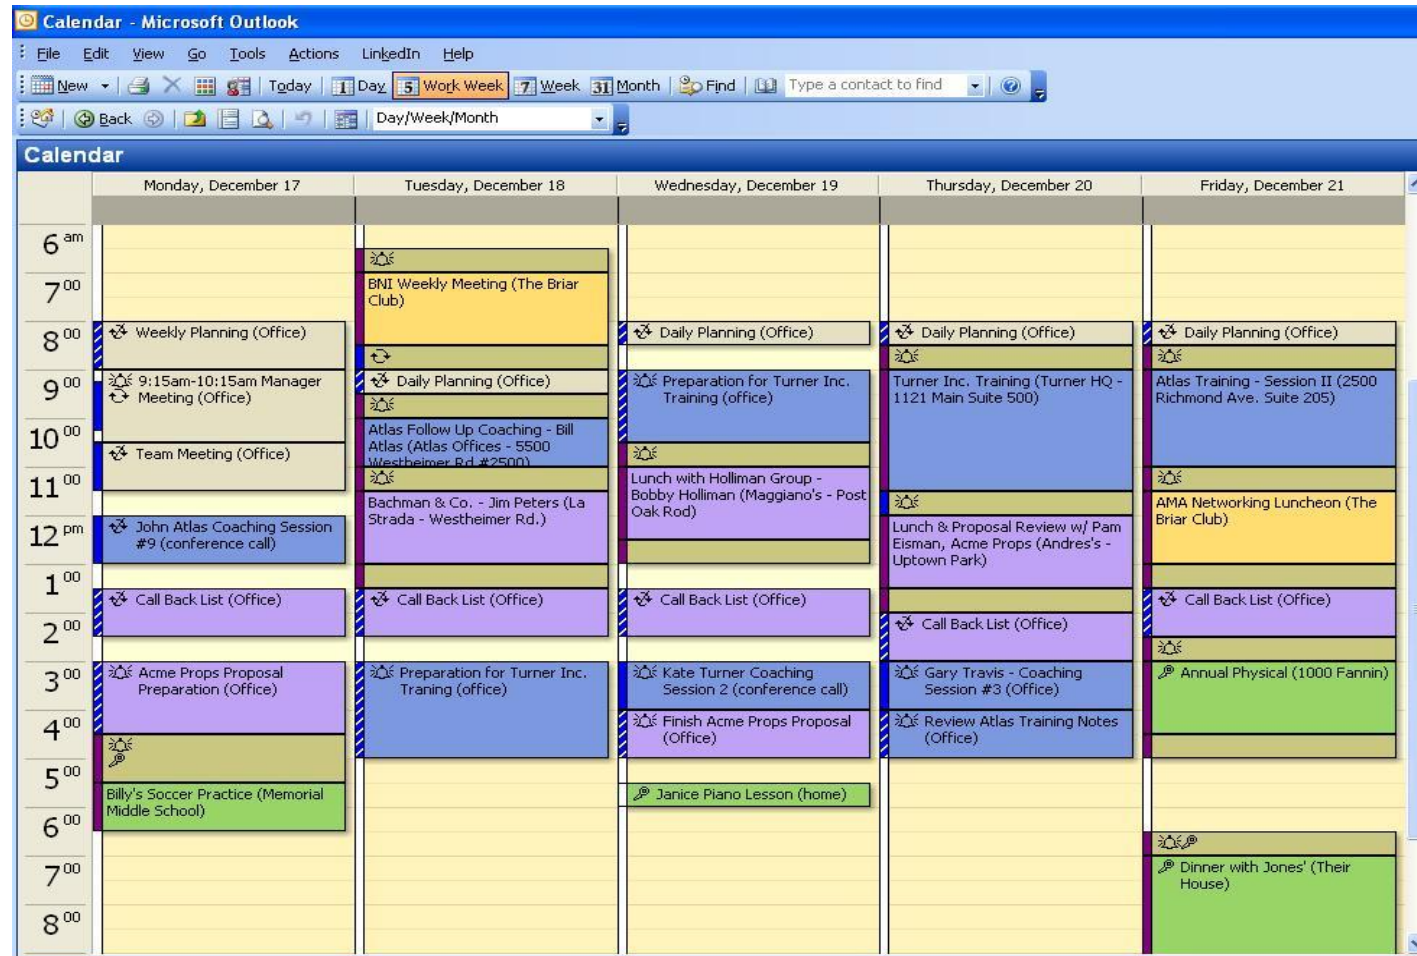 Calendar - Microsoft Outlook
File Edit View Go Tools Actions LinkedIn Help
New Today 1 Day 5 Work Week 7 Week 31 Month Find Type a contact to find
Back Day/Week/Month
Calendar
Monday, December 17
Tuesday, December 18
Wednesday, December 19
Thursday, December 20
Friday, December 21
6 am
7 00
8 00
9 00
10 00
11 00
12 pm
1 00
2 00
3 00
4 00
5 00
6 00
7 00
8 00
Weekly Planning (Office)
9:15am-10:15am Manager
Meeting (Office)
Team Meeting (Office)
John Atlas Coaching Session
#9 (conference call)
Call Back List (Office)
Acme Props Proposal
Preparation (Office)
Billy's Soccer Practice (Memorial
Middle School)
BNI Weekly Meeting (The Briar
Club)
Daily Planning (Office)
Atlas Follow Up Coaching - Bill
Atlas (Atlas Offices - 5500
Westheimer Rd #2500)
Bachman & Co. - Jim Peters (La
Strada - Westheimer Rd.)
Call Back List (Office)
Preparation for Turner Inc.
Traning (office)
Daily Planning (Office)
Preparation for Turner Inc.
Training (office)
Lunch with Holliman Group -
Bobby Holliman (Maggiano's - Post
Oak Rod)
Call Back List (Office)
Kate Turner Coaching
Session 2 (conference call)
Finish Acme Props Proposal
(Office)
Janice Piano Lesson (home)
Daily Planning (Office)
Turner Inc. Training (Turner HQ -
1121 Main Suite 500)
Lunch & Proposal Review w/ Pam
Eisman, Acme Props (Andres's -
Uptown Park)
Call Back List (Office)
Gary Travis - Coaching
Session #3 (Office)
Review Atlas Training Notes
(Office)
Daily Planning (Office)
Atlas Training - Session II (2500
Richmond Ave. Suite 205)
AMA Networking Luncheon (The
Briar Club)
Call Back List (Office)
Annual Physical (1000 Fannin)
Dinner with Jones' (Their
House)